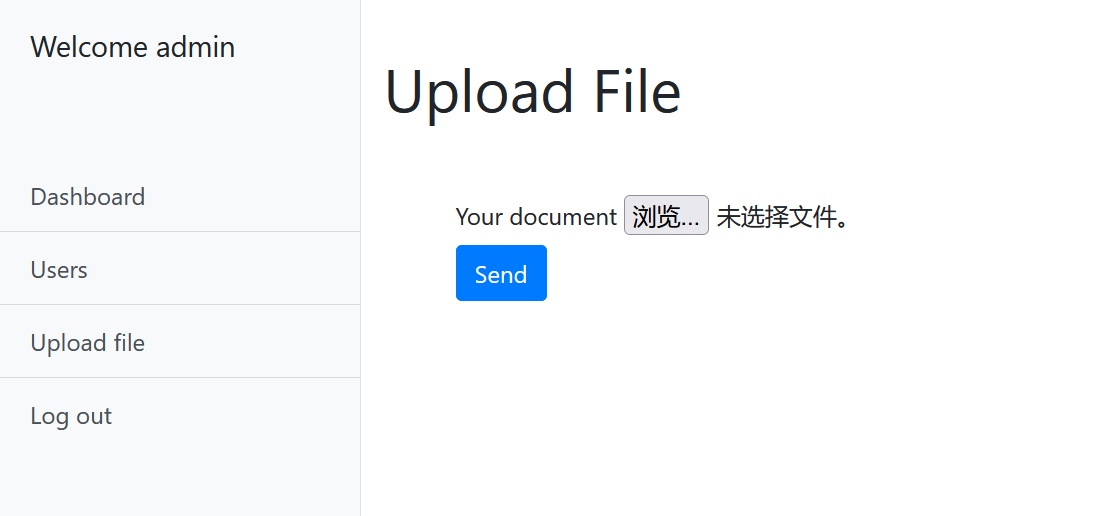 Welcome admin
Dashboard
Users
Upload file
Log out
Upload File
Your document 浏览... 未选择文件。
Send